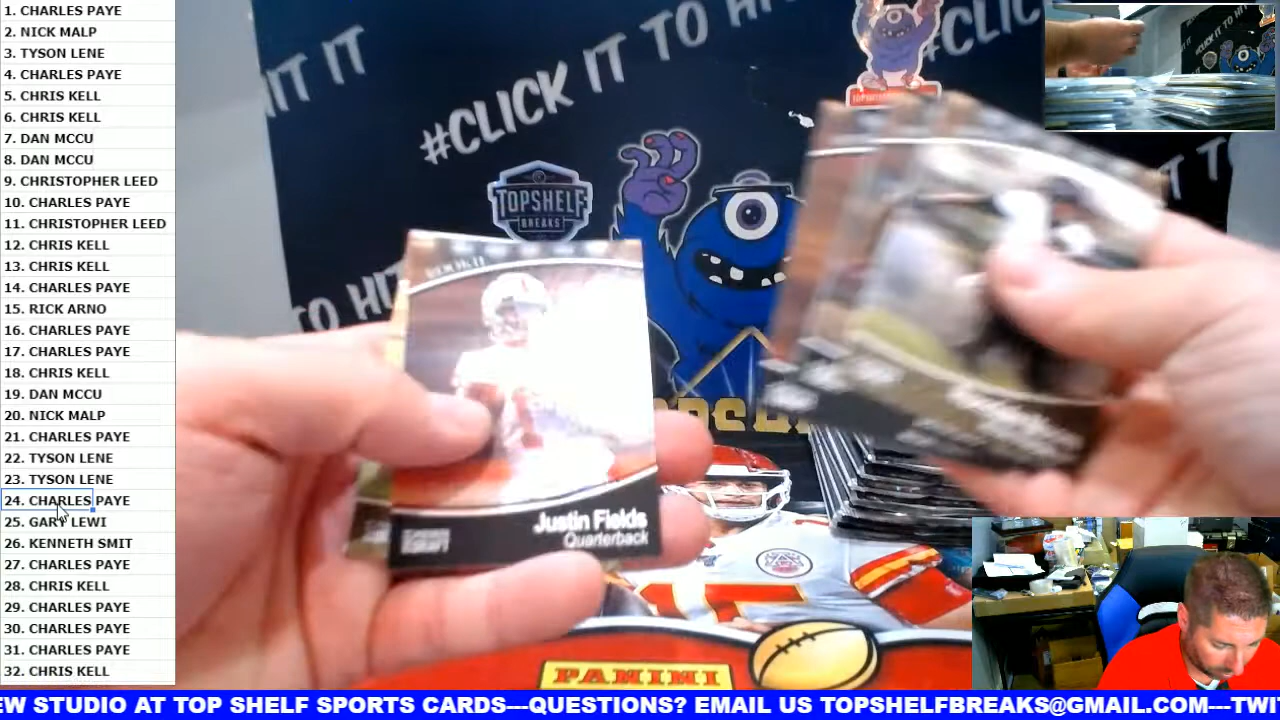 1. CHARLES PAYE
2. NICK MALP
3. TYSON LENE
4. CHARLES PAYE
5. CHRIS KELL
6. CHRIS KELL
7. DAN MCCU
8. DAN MCCU
9. CHRISTOPHER LEED
10. CHARLES PAYE
11. CHRISTOPHER LEED
12. CHRIS KELL
13. CHRIS KELL
14. CHARLES PAYE
15. RICK ARNO
16. CHARLES PAYE
17. CHARLES PAYE
18. CHRIS KELL
19. DAN MCCU
20. NICK MALP
21. CHARLES PAYE
22. TYSON LENE
23. TYSON LENE
24. CHARLES PAYE
25. GARY LEWI
26. KENNETH SMIT
27. CHARLES PAYE
28. CHRIS KELL
29. CHARLES PAYE
30. CHARLES PAYE
31. CHARLES PAYE
32. CHRIS KELL
HIT IT
#CLICK IT TO HIT
#CLIC
TO HI
TOPSHELF
BREAKS
Justin Fields
Quarterback
PANINI
EW STUDIO AT TOP SHELF SPORTS CARDS---QUESTIONS? EMAIL US TOPSHELFBREAKS@GMAIL.COM---TWI